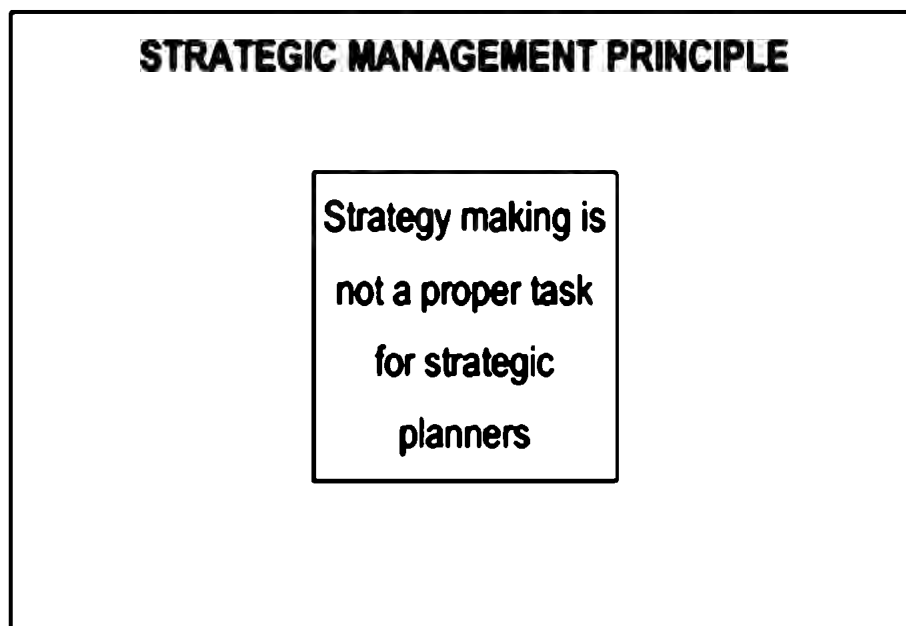 STRATEGIC MANAGEMENT PRINCIPLE
Strategy making is
not a proper task
for strategic
planners